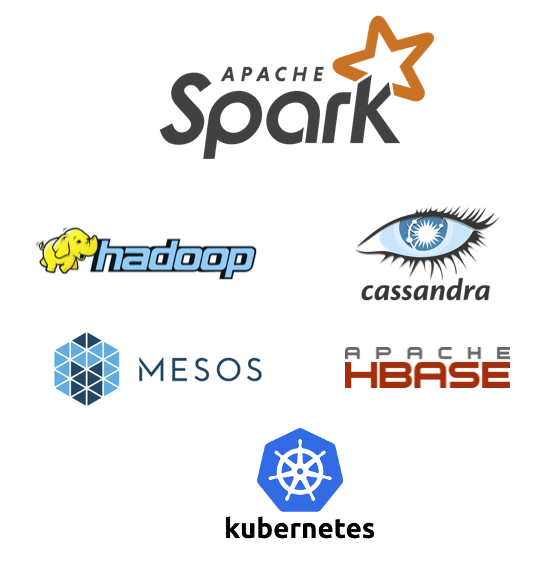 APACHE
Spark
hadoop
cassandra
MESOS
APACHE
HBASE
kubernetes